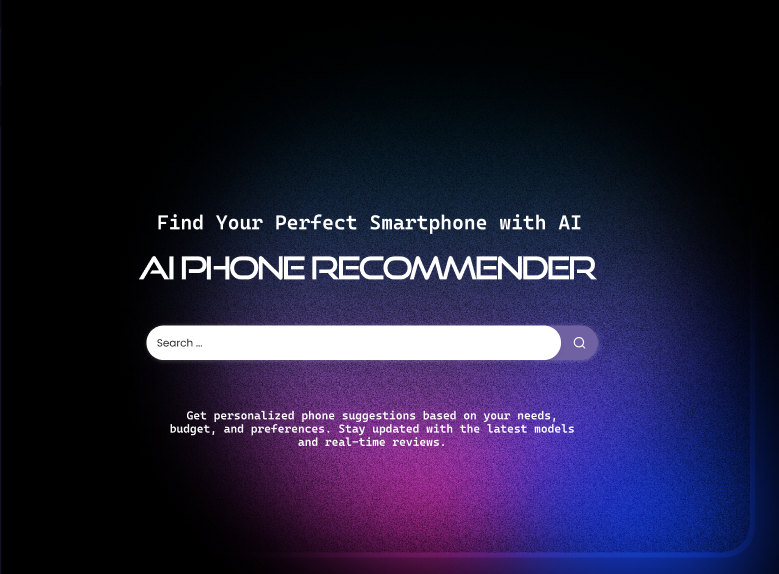 Find Your Perfect Smartphone with AI
AI PHONE RECOMMENDER
Search ...
Get personalized phone suggestions based on your needs,
budget, and preferences. Stay updated with the latest models
and real-time reviews.